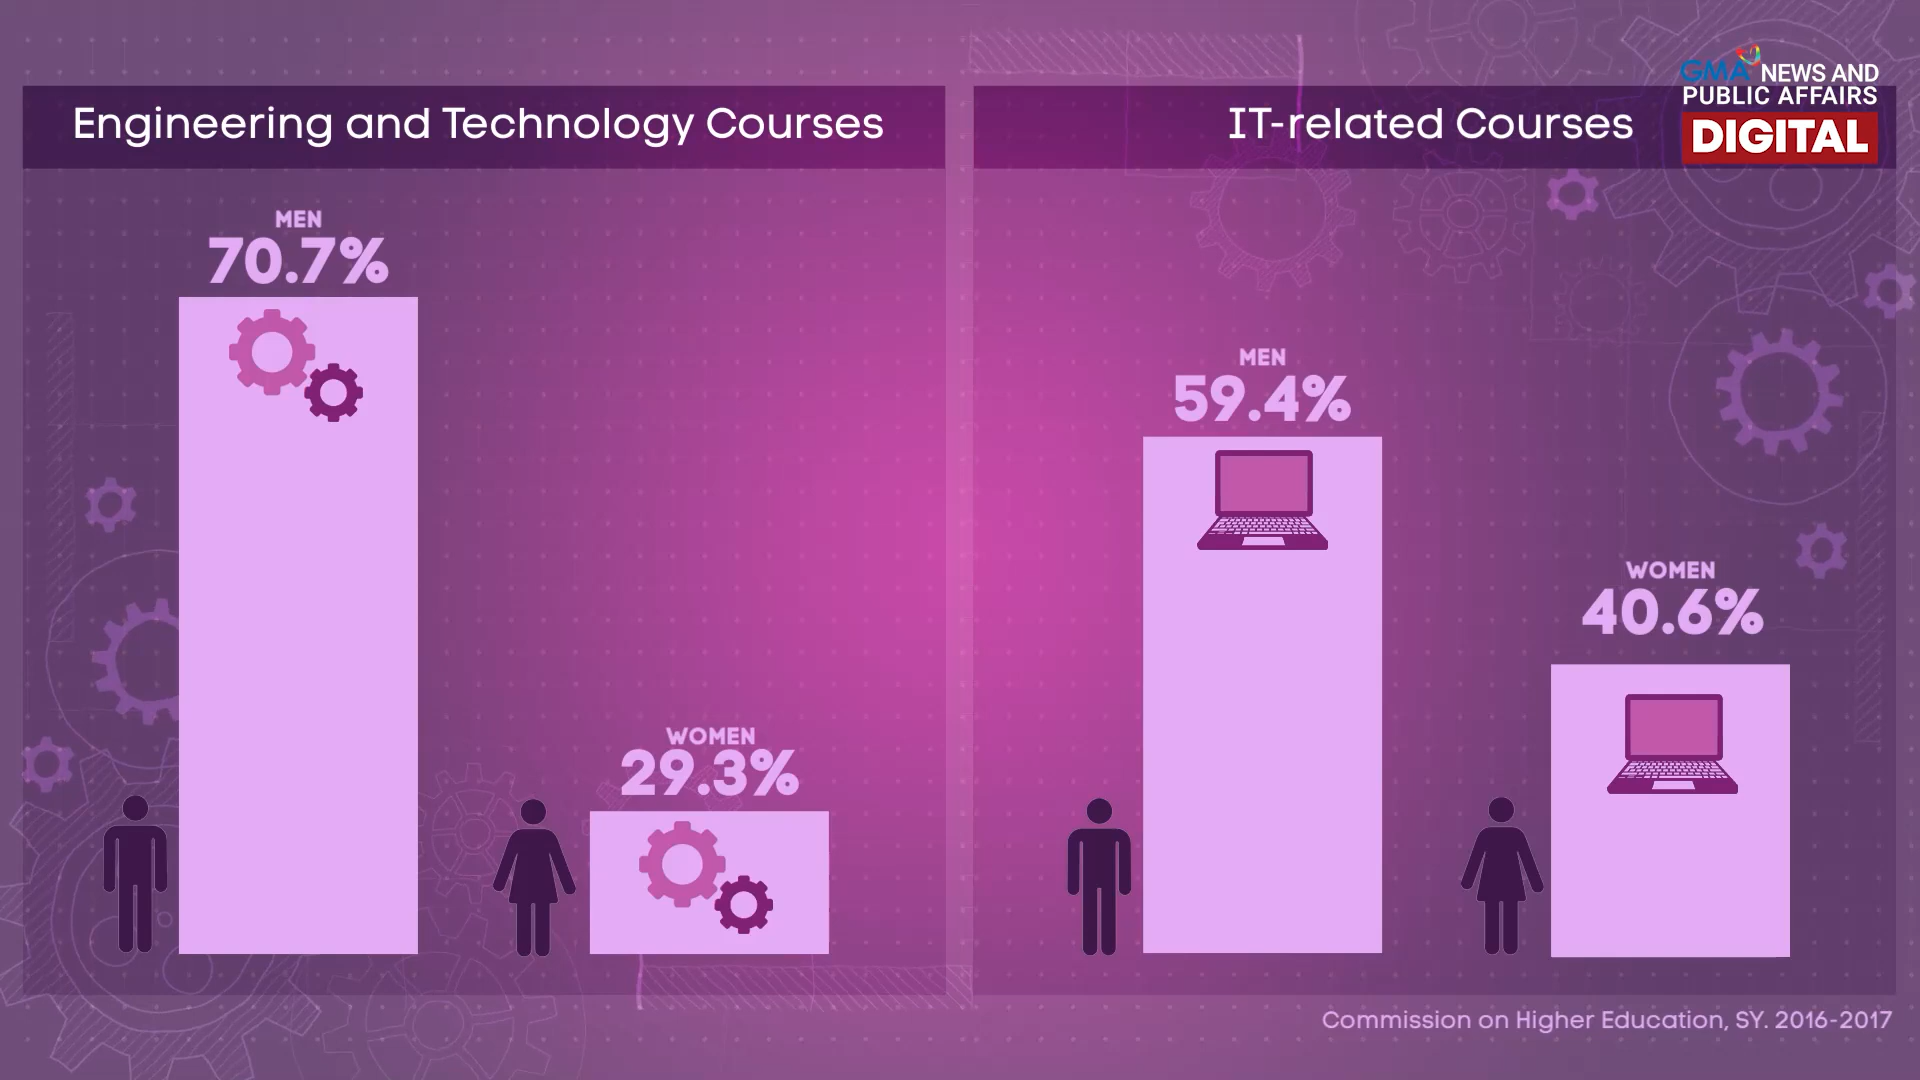 Engineering and Technology Courses
MEN
70.7%
WOMEN
29.3%
IT-related Courses
MEN
59.4%
WOMEN
40.6%
GMA NEWS AND
PUBLIC AFFAIRS
DIGITAL
Commission on Higher Education, SY. 2016-2017